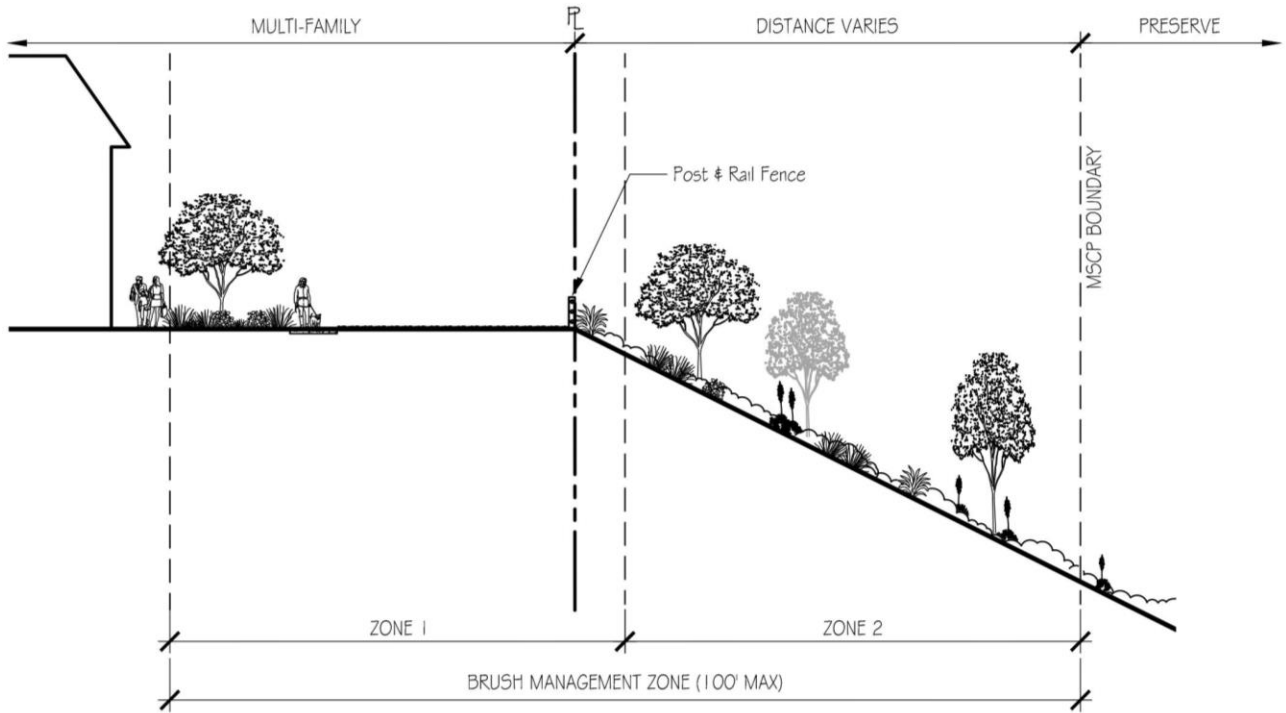 MULTI-FAMILY
PL
DISTANCE VARIES
PRESERVE
Post & Rail Fence
MSCP BOUNDARY
ZONE 1
ZONE 2
BRUSH MANAGEMENT ZONE (100' MAX)